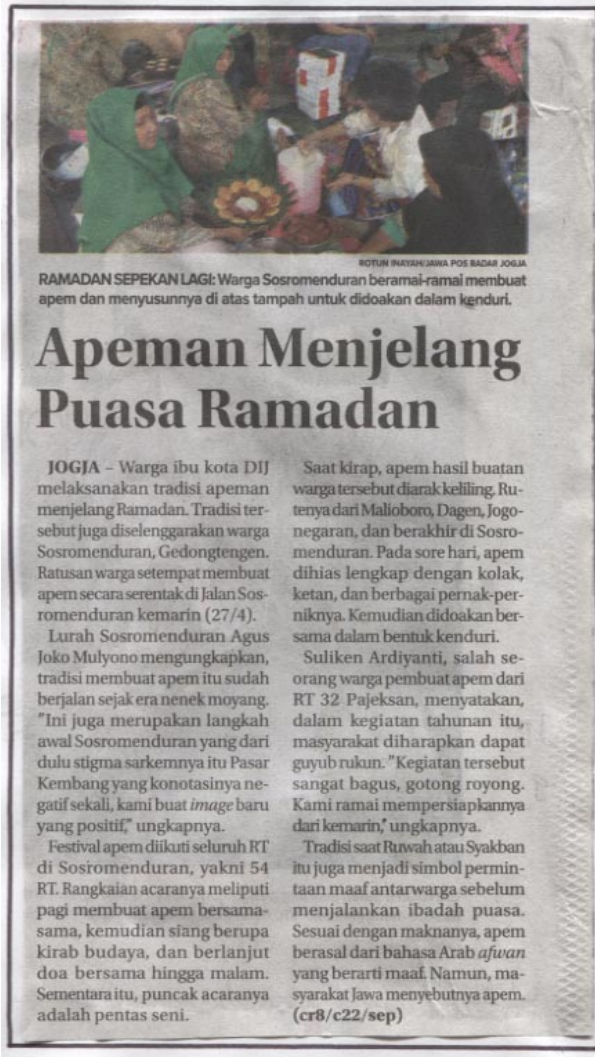 ROTUN INAYAH/JAWA POS RADAR JOGJA
RAMADAN SEPEKAN LAGI: Warga Sosromenduran beramai-ramai membuat
apem dan menyusunnya di atas tampah untuk didoakan dalam kenduri.
Apeman Menjelang
Puasa Ramadan
JOGJA – Warga ibu kota DIJ
melaksanakan tradisi apeman
menjelang Ramadan. Tradisi ter-
sebut juga diselenggarakan warga
Sosromenduran, Gedongtengen.
Ratusan warga setempat membuat
apem secara serentak di Jalan Sos-
romenduran kemarin (27/4).
Lurah Sosromenduran Agus
Joko Mulyono mengungkapkan,
tradisi membuat apem itu sudah
berjalan sejak era nenek moyang.
"Ini juga merupakan langkah
awal Sosromenduran yang dari
dulu stigma sarkemnya itu Pasar
Kembang yang konotasinya ne-
gatif sekali, kami buat image baru
yang positif," ungkapnya.
Festival apem diikuti seluruh RT
di Sosromenduran, yakni 54
RT. Rangkaian acaranya meliputi
pagi membuat apem bersama-
sama, kemudian siang berupa
kirab budaya, dan berlanjut
doa bersama hingga malam.
Sementara itu, puncak acaranya
adalah pentas seni.
Saat kirap, apem hasil buatan
warga tersebut diarak keliling. Ru-
tenya dari Malioboro, Dagen, Jogo-
negaran, dan berakhir di Sosro-
menduran. Pada sore hari, apem
dihias lengkap dengan kolak,
ketan, dan berbagai pernak-per-
niknya. Kemudian didoakan ber-
sama dalam bentuk kenduri.
Suliken Ardiyanti, salah se-
orang warga pembuat apem dari
RT 32 Pajeksan, menyatakan,
dalam kegiatan tahunan itu,
masyarakat diharapkan dapat
guyub rukun. "Kegiatan tersebut
sangat bagus, gotong royong.
Kami ramai mempersiapkannya
dari kemarin," ungkapnya.
Tradisi saat Ruwah atau Syakban
itu juga menjadi simbol permin-
taan maaf antarwarga sebelum
menjalankan ibadah puasa.
Sesuai dengan maknanya, apem
berasal dari bahasa Arab afwan
yang berarti maaf. Namun, ma-
syarakat Jawa menyebutnya apem.
(cr8/c22/sep)